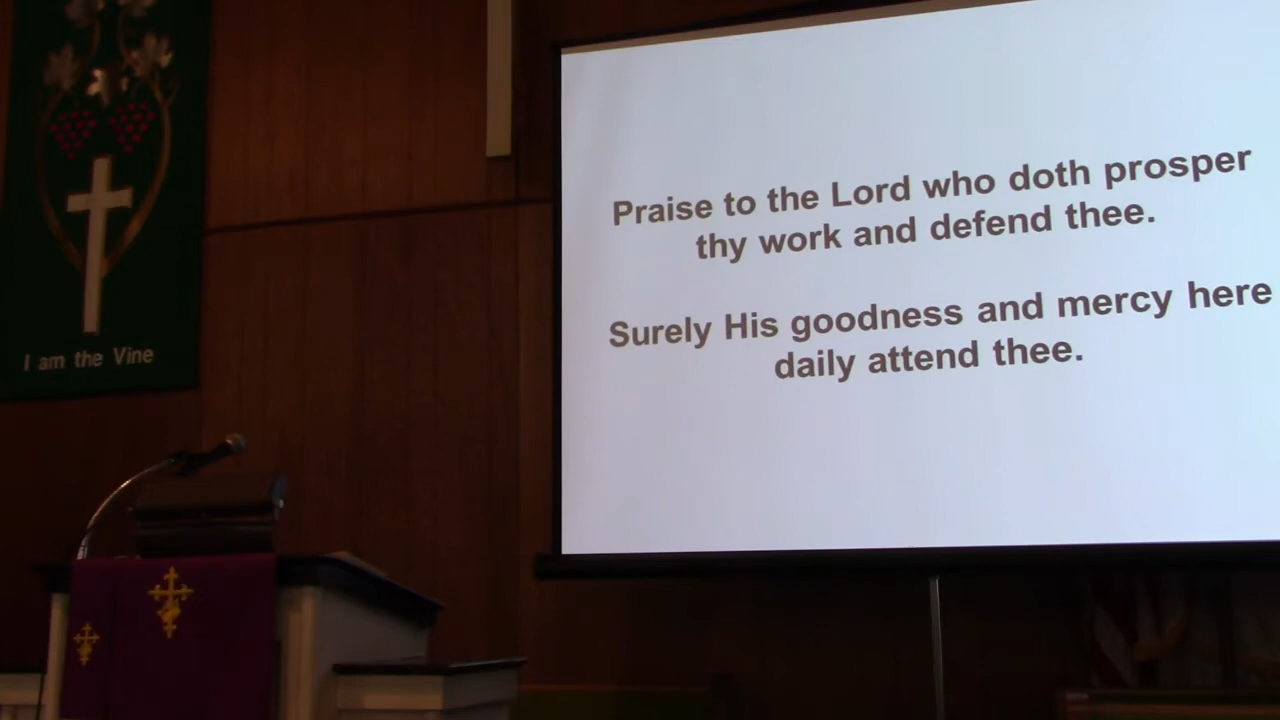 Praise to the Lord who doth prosper
thy work and defend thee.
Surely His goodness and mercy here
daily attend thee.
I am the Vine